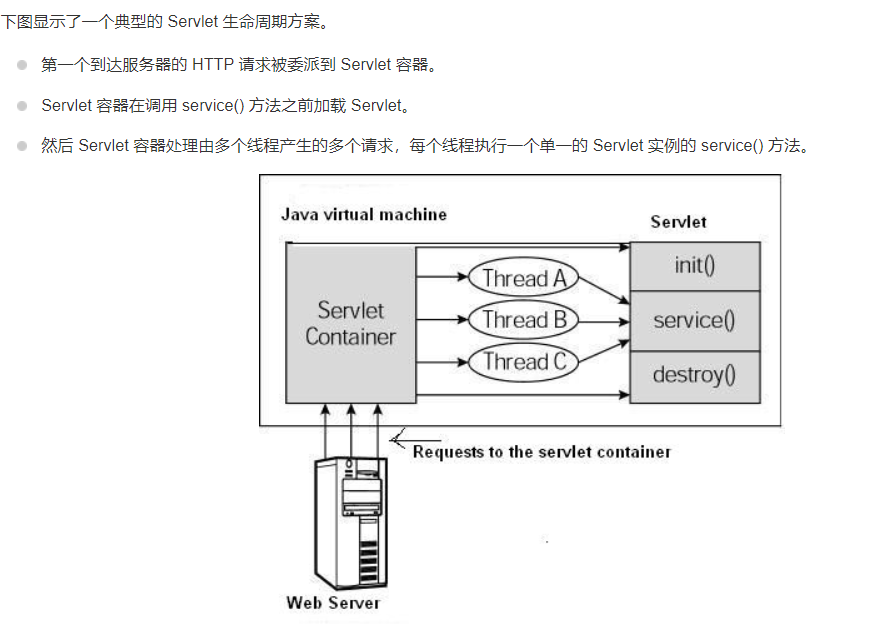 下图显示了一个典型的 Servlet 生命周期方案。
第一个到达服务器的 HTTP 请求被委派到 Servlet 容器。
Servlet 容器在调用 service() 方法之前加载 Servlet。
然后 Servlet 容器处理由多个线程产生的多个请求，每个线程执行一个单一的 Servlet 实例的 service() 方法。
Java virtual machine
Servlet
init()
Thread A
Servlet
Container
Thread B
service()
Thread C
destroy()
Requests to the servlet container
Web Server